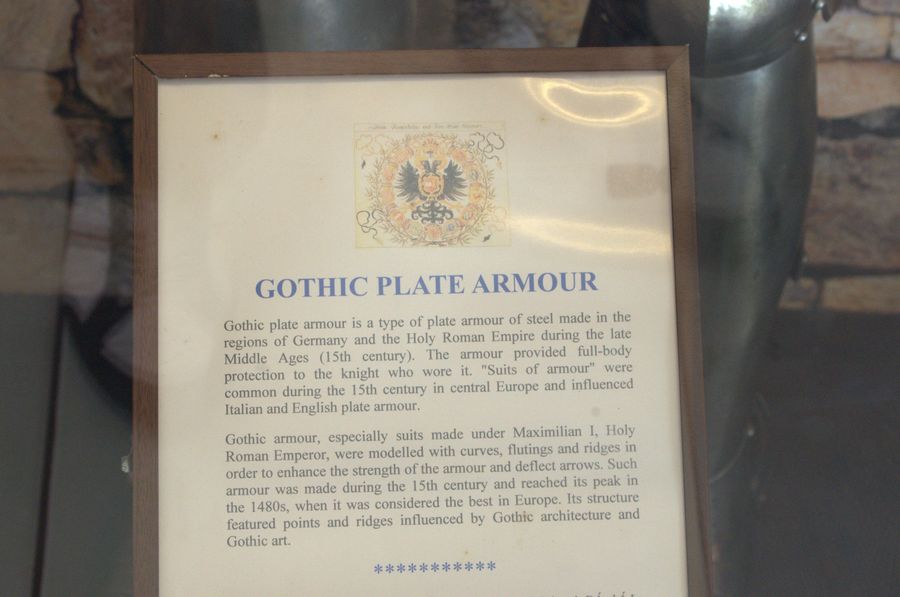 GOTHIC PLATE ARMOUR
Gothic plate armour is a type of plate armour of steel made in the
regions of Germany and the Holy Roman Empire during the late
Middle Ages (15th century). The armour provided full-body
protection to the knight who wore it. "Suits of armour" were
common during the 15th century in central Europe and influenced
Italian and English plate armour.
Gothic armour, especially suits made under Maximilian I, Holy
Roman Emperor, were modelled with curves, flutings and ridges in
order to enhance the strength of the armour and deflect arrows. Such
armour was made during the 15th century and reached its peak in
the 1480s, when it was considered the best in Europe. Its structure
featured points and ridges influenced by Gothic architecture and
Gothic art.
***********